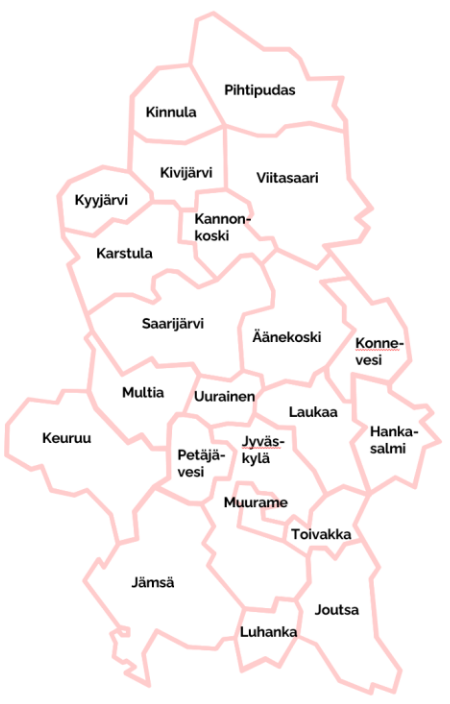 Pihtipudas
Kinnula
Kivijärvi
Viitasaari
Kyyjärvi
Kannon-
koski
Karstula
Saarijärvi
Äänekoski
Konne-
vesi
Multia
Uurainen
Laukaa
Keuruu
Petäjä-
vesi
Jyväs-
kylä
Hanka-
salmi
Muurame
Toivakka
Jämsä
Joutsa
Luhanka